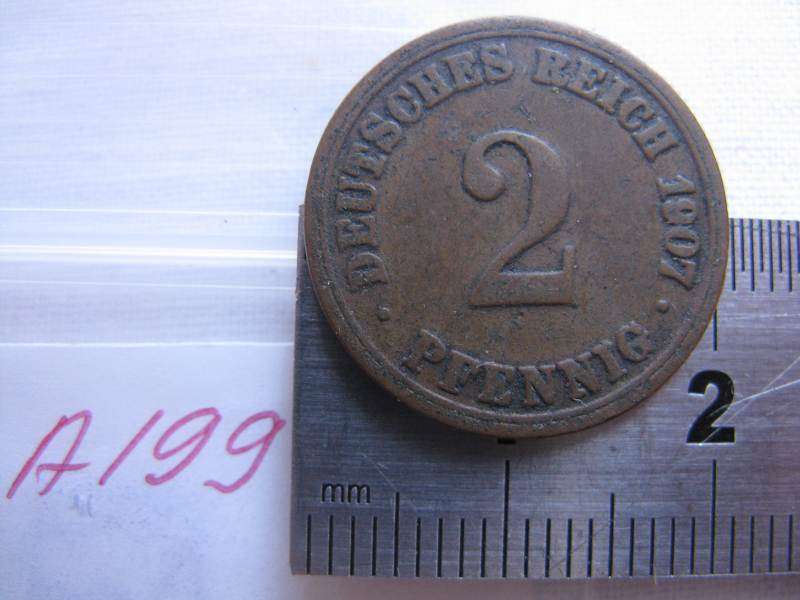 DEUTSCHES REICH 1907
2
PFENNIG
A199
mm
2